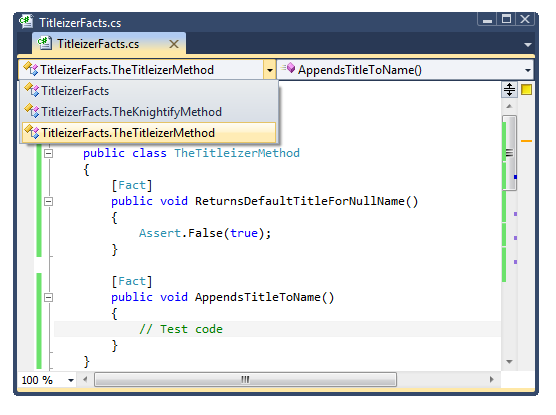 TitleizerFacts.cs
TitleizerFacts.cs
TitleizerFacts.TheTitleizerMethod AppendsTitleToName()
TitleizerFacts
TitleizerFacts.TheKnightifyMethod
TitleizerFacts.TheTitleizerMethod
public class TheTitleizerMethod
{
[Fact]
public void ReturnsDefaultTitleForNullName()
{
Assert.False(true);
}
[Fact]
public void AppendsTitleToName()
{
// Test code
}
}
100 %